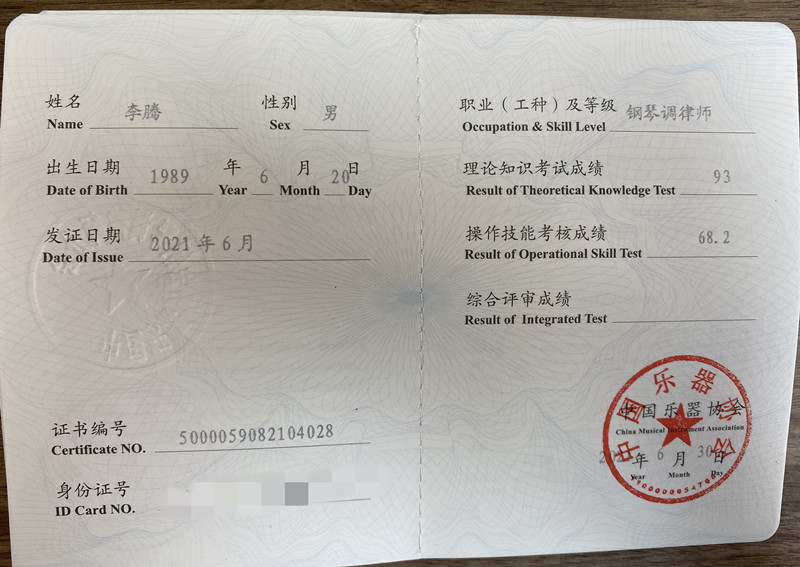 姓名 李腾 性别 男
Name Sex
出生日期 1989 年 6 月 20 日
Date of Birth Year Month Day
发证日期 2021 年 6 月
Date of Issue
证书编号 5000059082104028
Certificate NO.
身份证号
ID Card NO.
职业（工种）及等级 钢琴调律师
Occupation & Skill Level
理论知识考试成绩 93
Result of Theoretical Knowledge Test
操作技能考核成绩 68.2
Result of Operational Skill Test
综合评审成绩
Result of Integrated Test
中国乐器协会
中国乐器协会
China Musical Instrument Association
年 6 月 30 日
Year Month Day